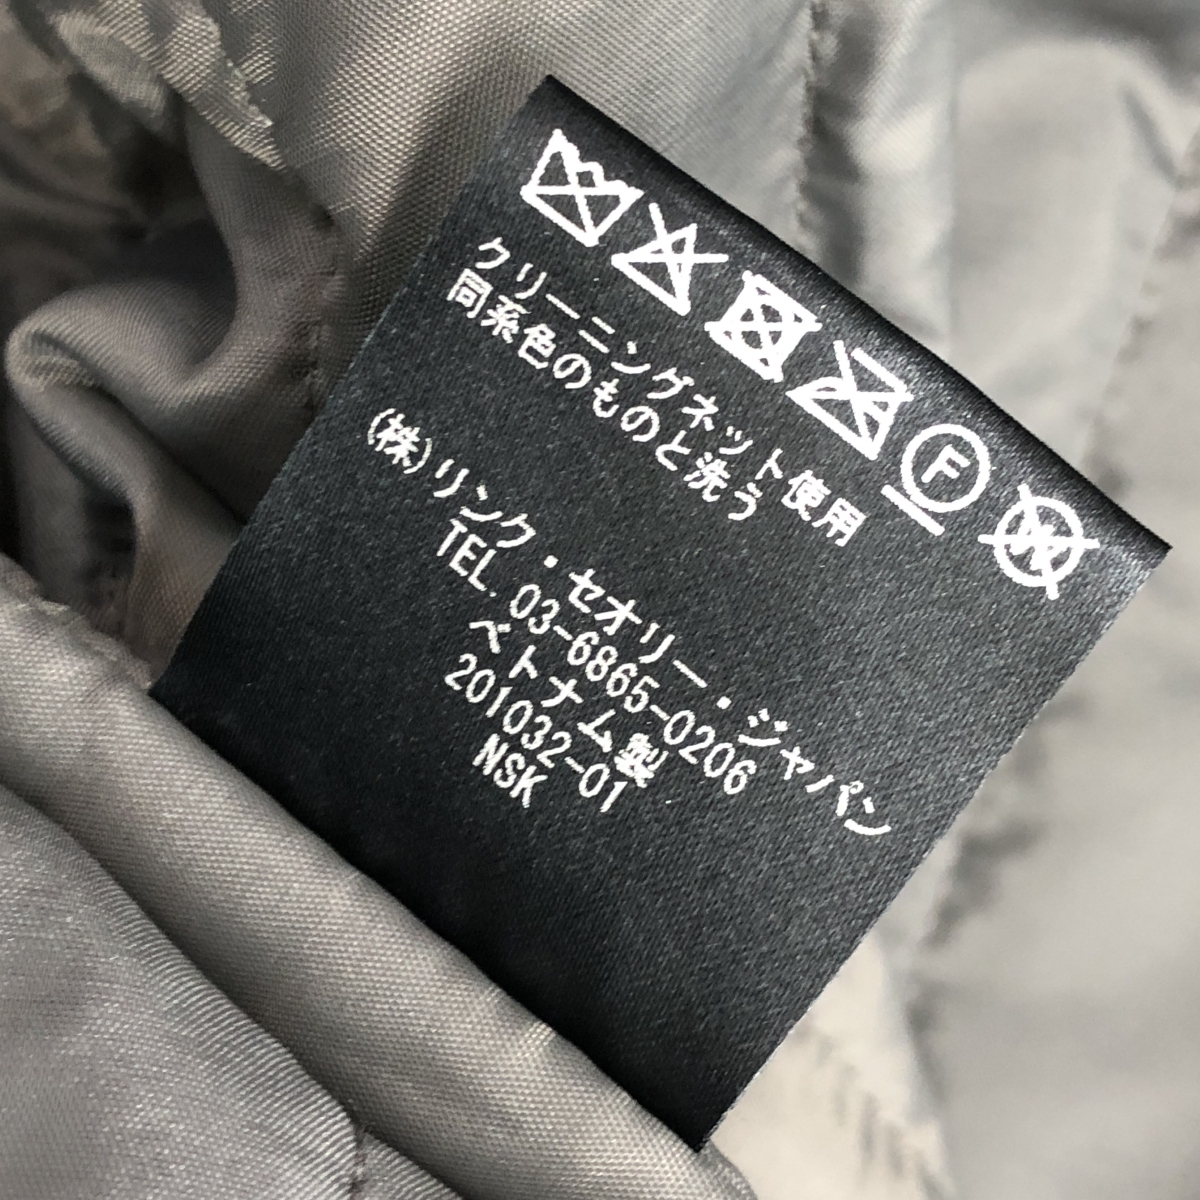 F
W
クリーニングネット使用
同系色のものと洗う
(株)リンク・セオリー・ジャパン
TEL. 03-6865-0206
ベトナム製
201032-01
NSK